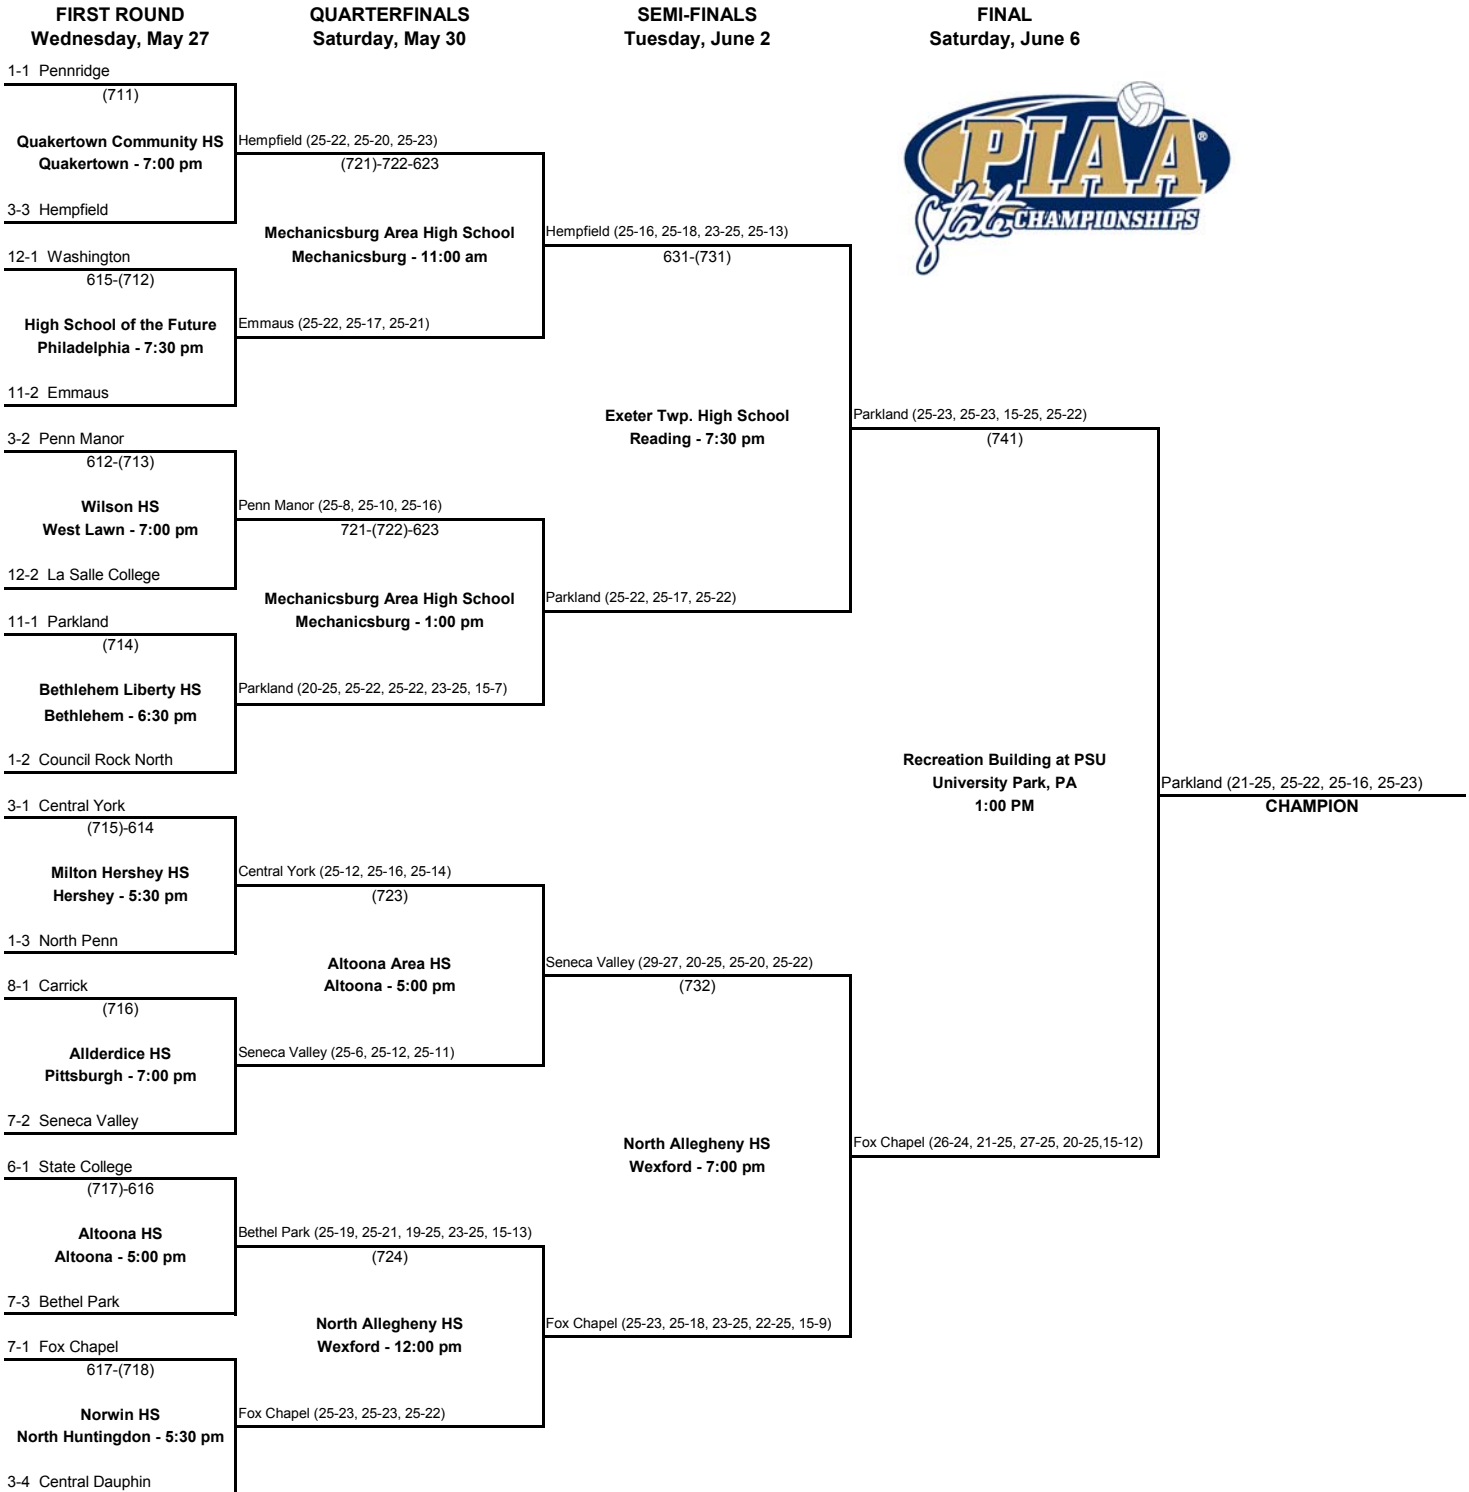 FIRST ROUND
Wednesday, May 27
QUARTERFINALS
Saturday, May 30
SEMI-FINALS
Tuesday, June 2
FINAL
Saturday, June 6
PIAA®
State CHAMPIONSHIPS
1-1 Pennridge
(711)
Quakertown Community HS
Quakertown - 7:00 pm
3-3 Hempfield
12-1 Washington
615-(712)
High School of the Future
Philadelphia - 7:30 pm
11-2 Emmaus
3-2 Penn Manor
612-(713)
Wilson HS
West Lawn - 7:00 pm
12-2 La Salle College
11-1 Parkland
(714)
Bethlehem Liberty HS
Bethlehem - 6:30 pm
1-2 Council Rock North
3-1 Central York
(715)-614
Milton Hershey HS
Hershey - 5:30 pm
1-3 North Penn
8-1 Carrick
(716)
Allderdice HS
Pittsburgh - 7:00 pm
7-2 Seneca Valley
6-1 State College
(717)-616
Altoona HS
Altoona - 5:00 pm
7-3 Bethel Park
7-1 Fox Chapel
617-(718)
Norwin HS
North Huntingdon - 5:30 pm
3-4 Central Dauphin
Hempfield (25-22, 25-20, 25-23)
(721)-722-623
Mechanicsburg Area High School
Mechanicsburg - 11:00 am
Emmaus (25-22, 25-17, 25-21)
Penn Manor (25-8, 25-10, 25-16)
721-(722)-623
Mechanicsburg Area High School
Mechanicsburg - 1:00 pm
Parkland (20-25, 25-22, 25-22, 23-25, 15-7)
Central York (25-12, 25-16, 25-14)
(723)
Altoona Area HS
Altoona - 5:00 pm
Seneca Valley (25-6, 25-12, 25-11)
Bethel Park (25-19, 25-21, 19-25, 23-25, 15-13)
(724)
North Allegheny HS
Wexford - 12:00 pm
Fox Chapel (25-23, 25-23, 25-22)
Hempfield (25-16, 25-18, 23-25, 25-13)
631-(731)
Exeter Twp. High School
Reading - 7:30 pm
Parkland (25-22, 25-17, 25-22)
Seneca Valley (29-27, 20-25, 25-20, 25-22)
(732)
North Allegheny HS
Wexford - 7:00 pm
Fox Chapel (25-23, 25-18, 23-25, 22-25, 15-9)
Parkland (25-23, 25-23, 15-25, 25-22)
(741)
Recreation Building at PSU
University Park, PA
1:00 PM
Fox Chapel (26-24, 21-25, 27-25, 20-25,15-12)
Parkland (21-25, 25-22, 25-16, 25-23)
CHAMPION